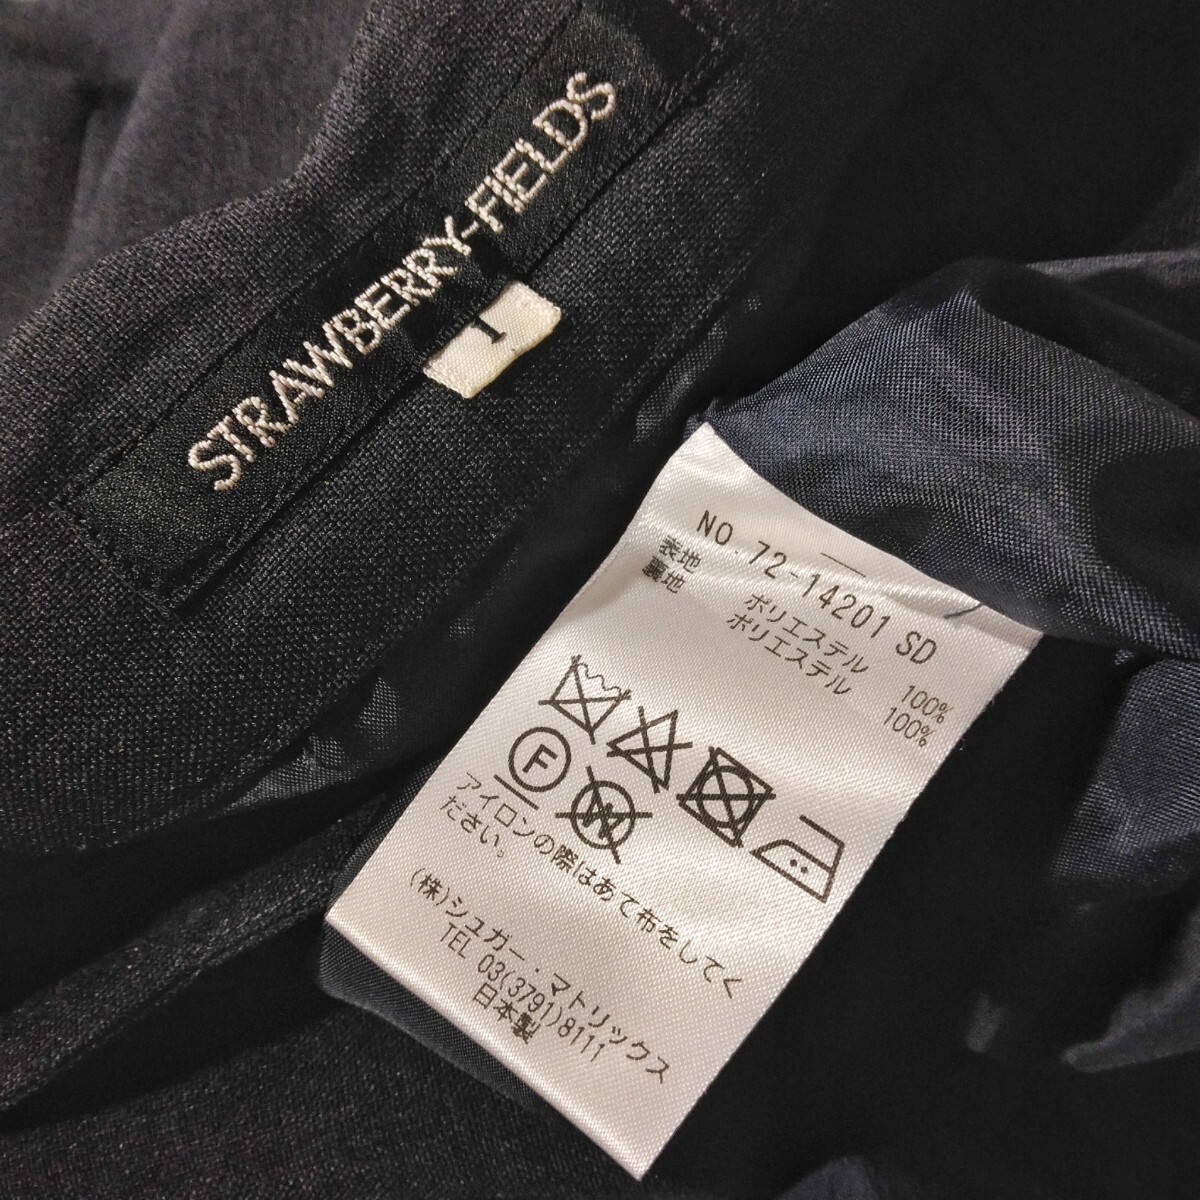 STRAWBERRY-FIELDS
I
NO. 72-14201 SD
表地 ポリエステル 100%
裏地 ポリエステル 100%
F W
アイロンの際はあて布をしてく
ださい。
(株)シュガー・マトリックス
TEL 03(3791)8111
日本製